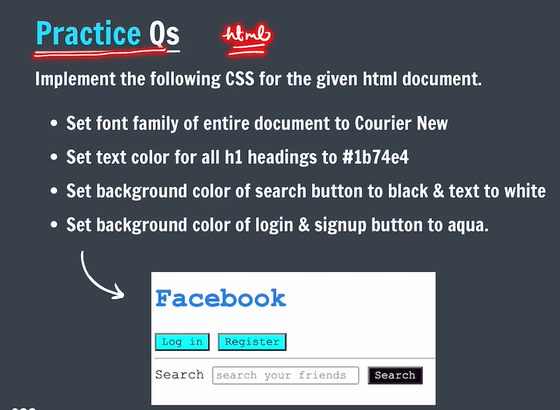 Practice Qs
html
Implement the following CSS for the given html document.
• Set font family of entire document to Courier New
• Set text color for all h1 headings to #1b74e4
• Set background color of search button to black & text to white
• Set background color of login & signup button to aqua.
Facebook
Log in Register
Search search your friends Search